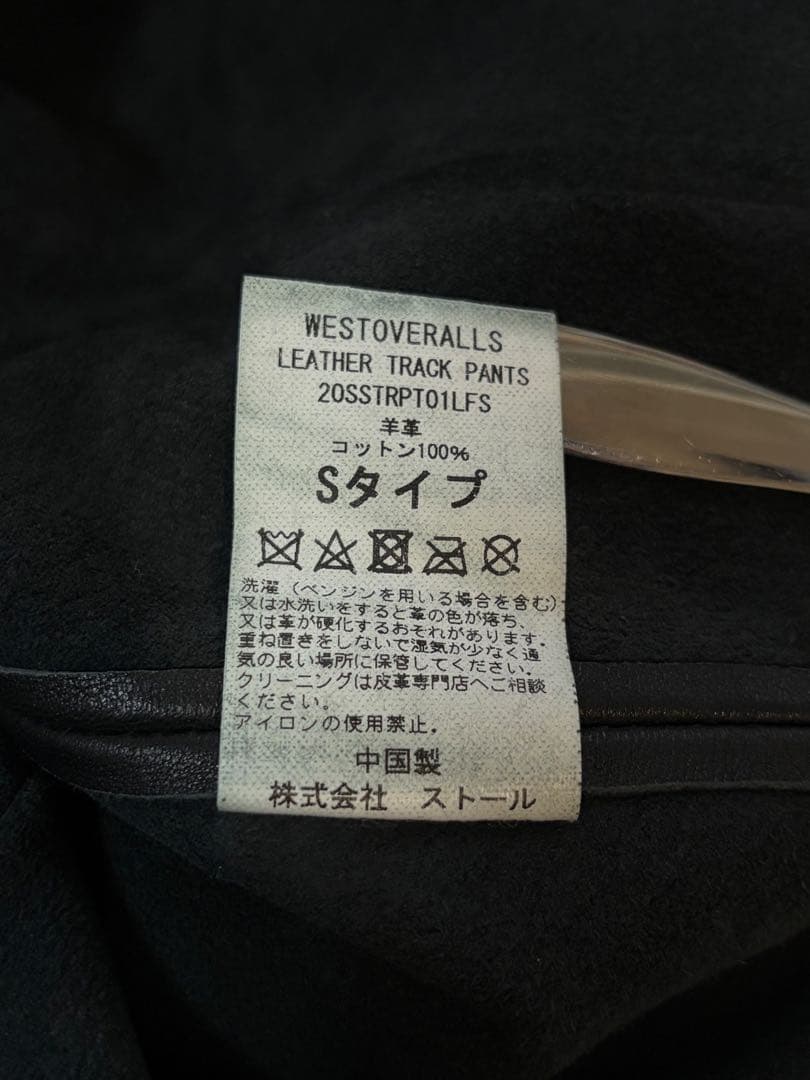 WESTOVERALLS
LEATHER TRACK PANTS
20SSTRPT01LFS
羊革
コットン100%
Sタイプ
洗濯(ベンジンを用いる場合を含む)
又は水洗いをすると革の色が落ち、
又は革が硬化するおそれがあります。
重ね置きをしないで湿気が少なく通
気の良い場所に保管してください。
クリーニングは皮革専門店へご相談
ください。
アイロンの使用禁止。
中国製
株式会社 ストール